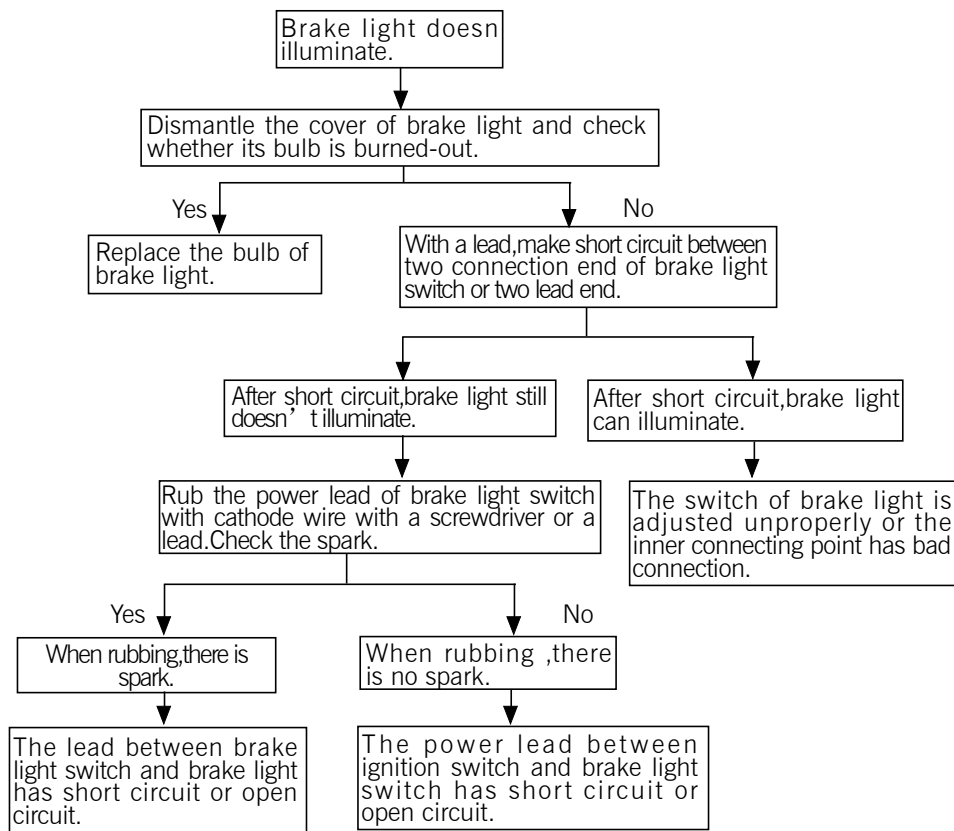 Brake light doesn
illuminate.
Dismantle the cover of brake light and check
whether its bulb is burned-out.
Yes
No
Replace the bulb of
brake light.
With a lead,make short circuit between
two connection end of brake light
switch or two lead end.
After short circuit,brake light still
doesn’ t illuminate.
After short circuit,brake light
can illuminate.
Rub the power lead of brake light switch
with cathode wire with a screwdriver or a
lead.Check the spark.
The switch of brake light is
adjusted unproperly or the
inner connecting point has bad
connection.
Yes
No
When rubbing,there is
spark.
When rubbing ,there
is no spark.
The lead between brake
light switch and brake light
has short circuit or open
circuit.
The power lead between
ignition switch and brake light
switch has short circuit or
open circuit.